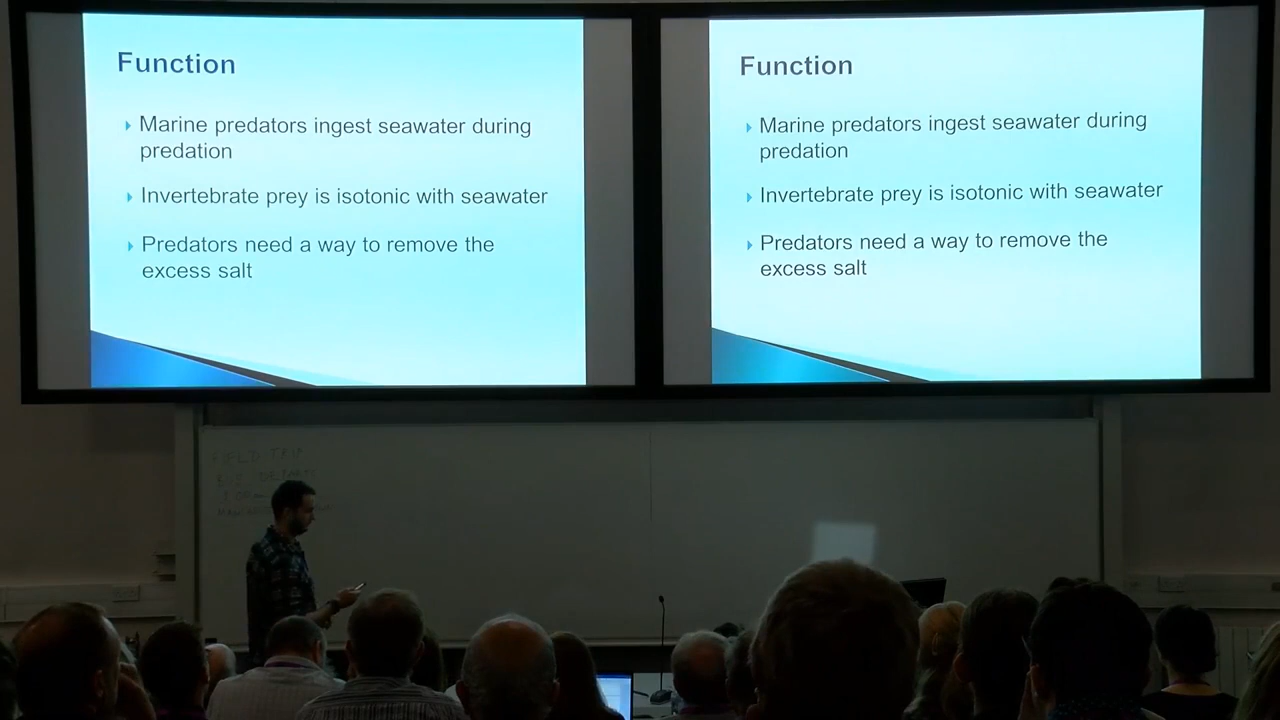 Function
Marine predators ingest seawater during
predation
Invertebrate prey is isotonic with seawater
Predators need a way to remove the
excess salt
Function
Marine predators ingest seawater during
predation
Invertebrate prey is isotonic with seawater
Predators need a way to remove the
excess salt
FIELD TRIP